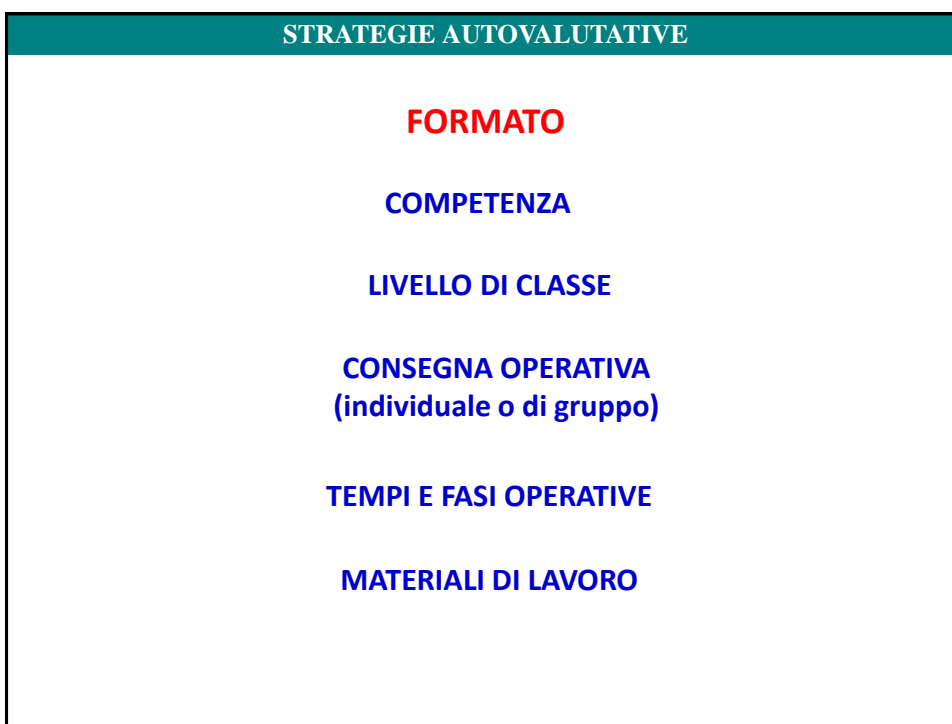 STRATEGIE AUTOVALUTATIVE
FORMATO
COMPETENZA
LIVELLO DI CLASSE
CONSEGNA OPERATIVA
(individuale o di gruppo)
TEMPI E FASI OPERATIVE
MATERIALI DI LAVORO